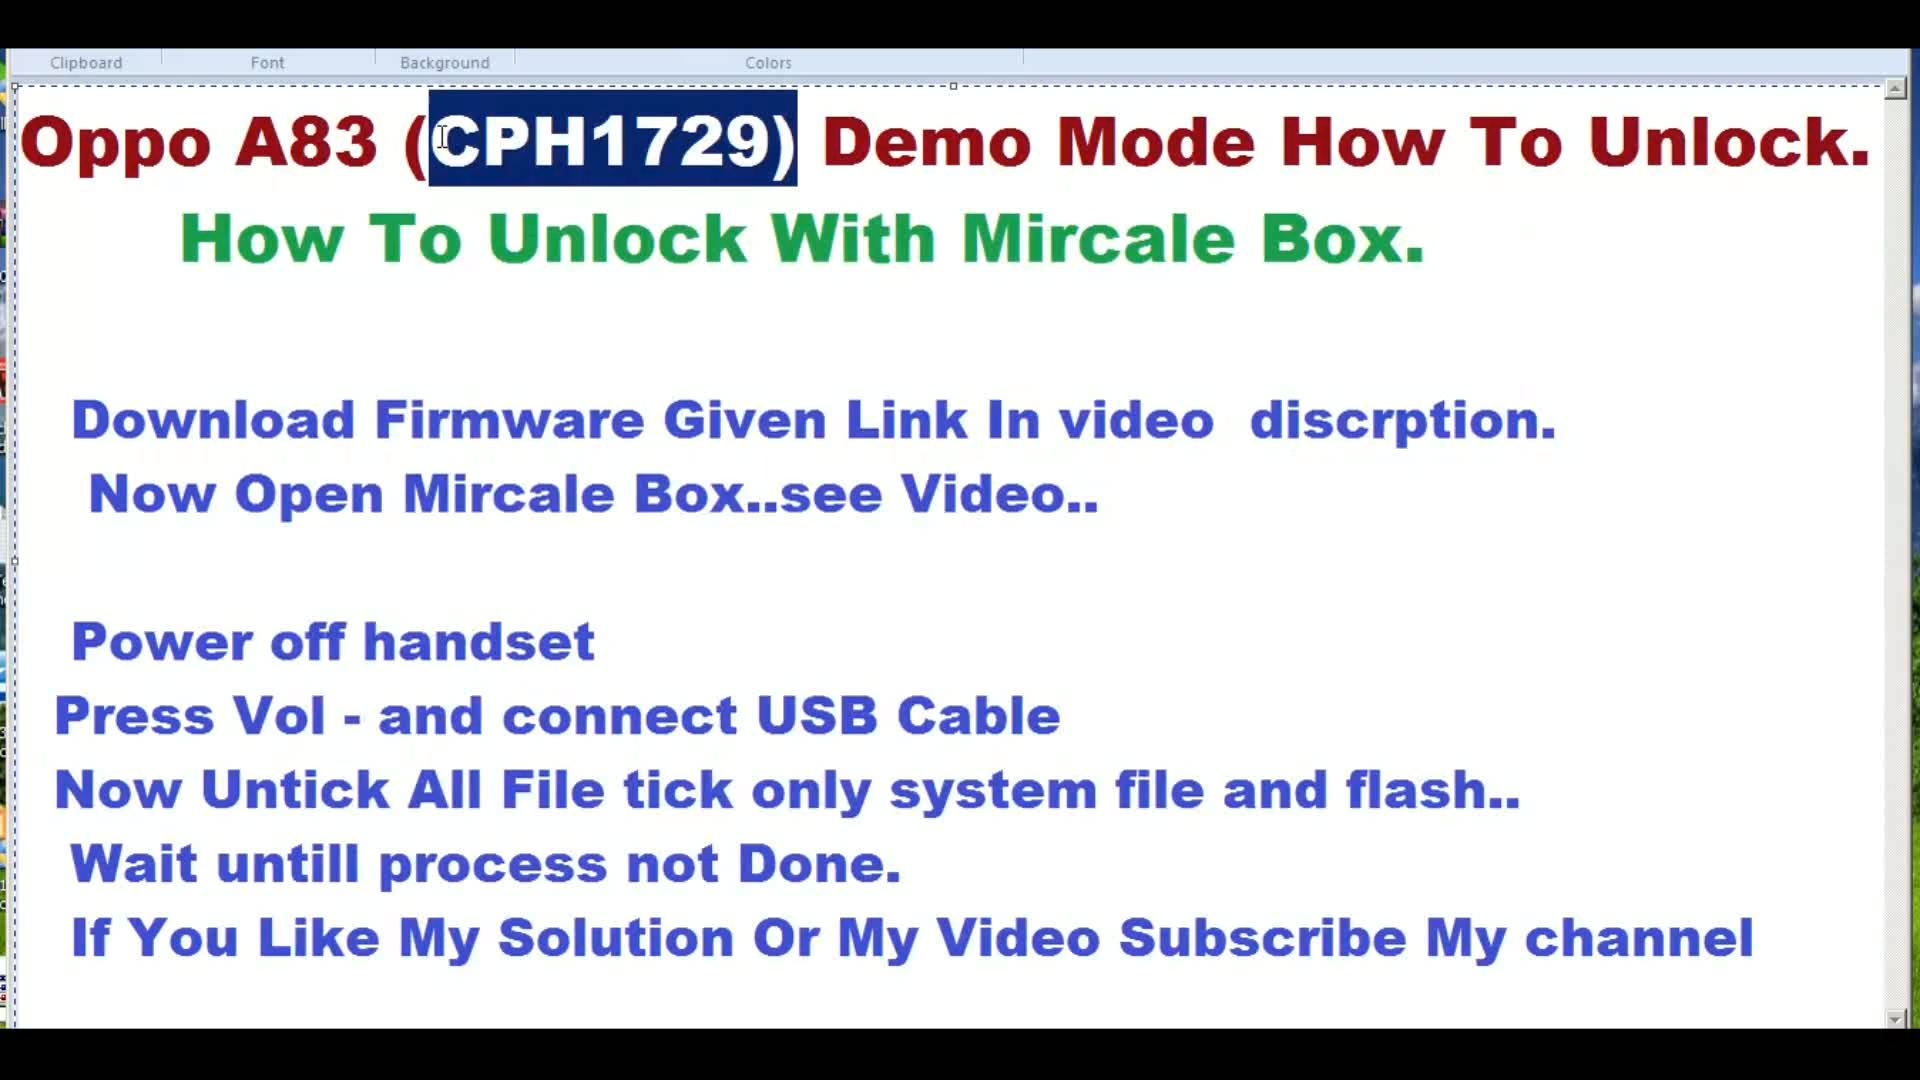 Clipboard Font Background Colors
Oppo A83 (CPH1729) Demo Mode How To Unlock.
How To Unlock With Mircale Box.
Download Firmware Given Link In video  discrption.
Now Open Mircale Box..see Video..
Power off handset
Press Vol - and connect USB Cable
Now Untick All File tick only system file and flash..
Wait untill process not Done.
If You Like My Solution Or My Video Subscribe My channel